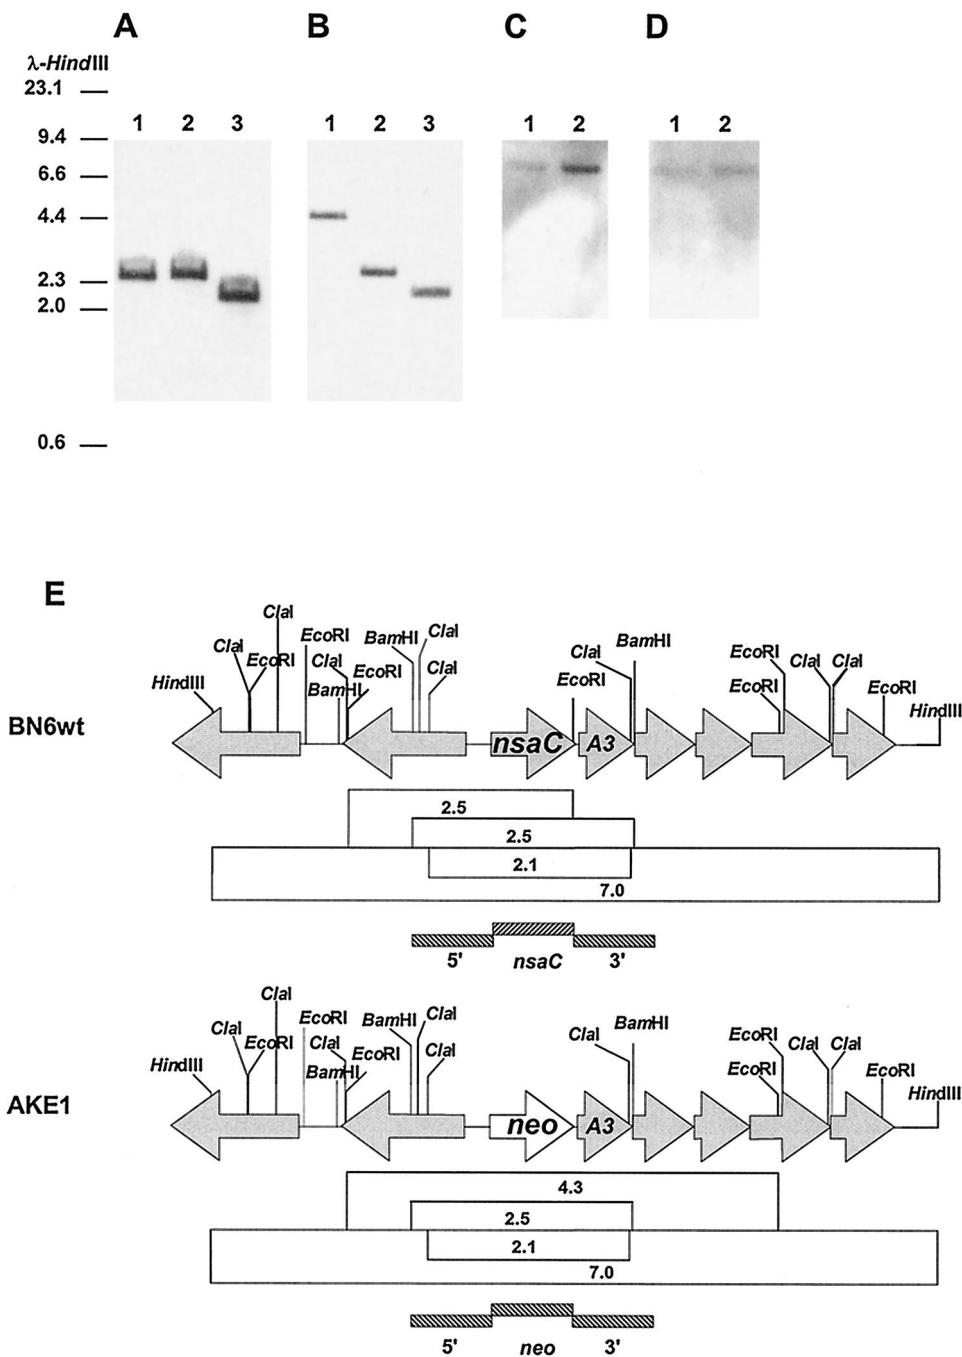 A B C D
λ-HindIII
23.1
9.4
6.6
4.4
2.3
2.0
0.6
1 2 3
1 2 3
1 2
1 2
E
BN6wt
HindIII
ClaI
EcoRI
ClaI
EcoRI
ClaI
BamHI
EcoRI
BamHI
ClaI
ClaI
EcoRI
ClaI
BamHI
EcoRI
EcoRI
ClaI
ClaI
EcoRI
HindIII
nsaC
A3
2.5
2.5
2.1
7.0
5' nsaC 3'
AKE1
HindIII
ClaI
EcoRI
ClaI
EcoRI
ClaI
BamHI
EcoRI
BamHI
ClaI
ClaI
ClaI
BamHI
EcoRI
EcoRI
ClaI
ClaI
EcoRI
HindIII
neo
A3
4.3
2.5
2.1
7.0
5' neo 3'